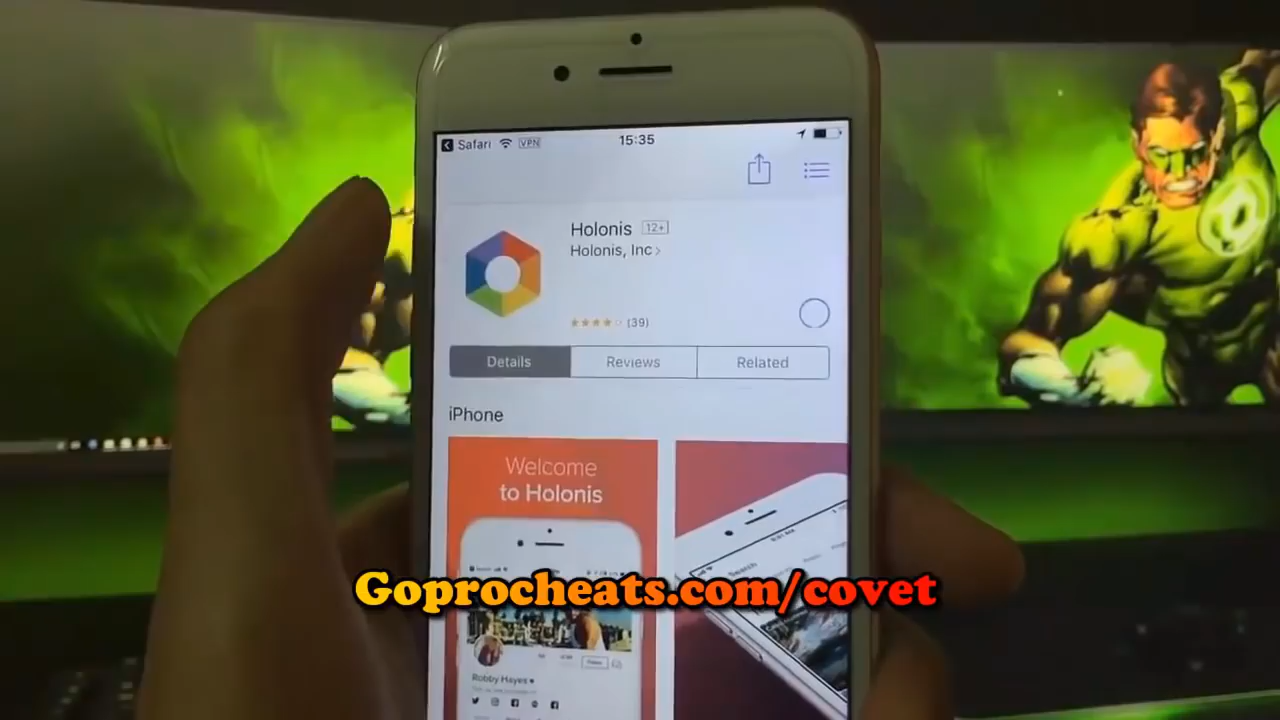 Safari VPN 15:35
Holonis 12+
Holonis, Inc >
(39)
Details Reviews Related
iPhone
Welcome
to Holonis
Search
Goprocheats.com/covet
Robby Hayes